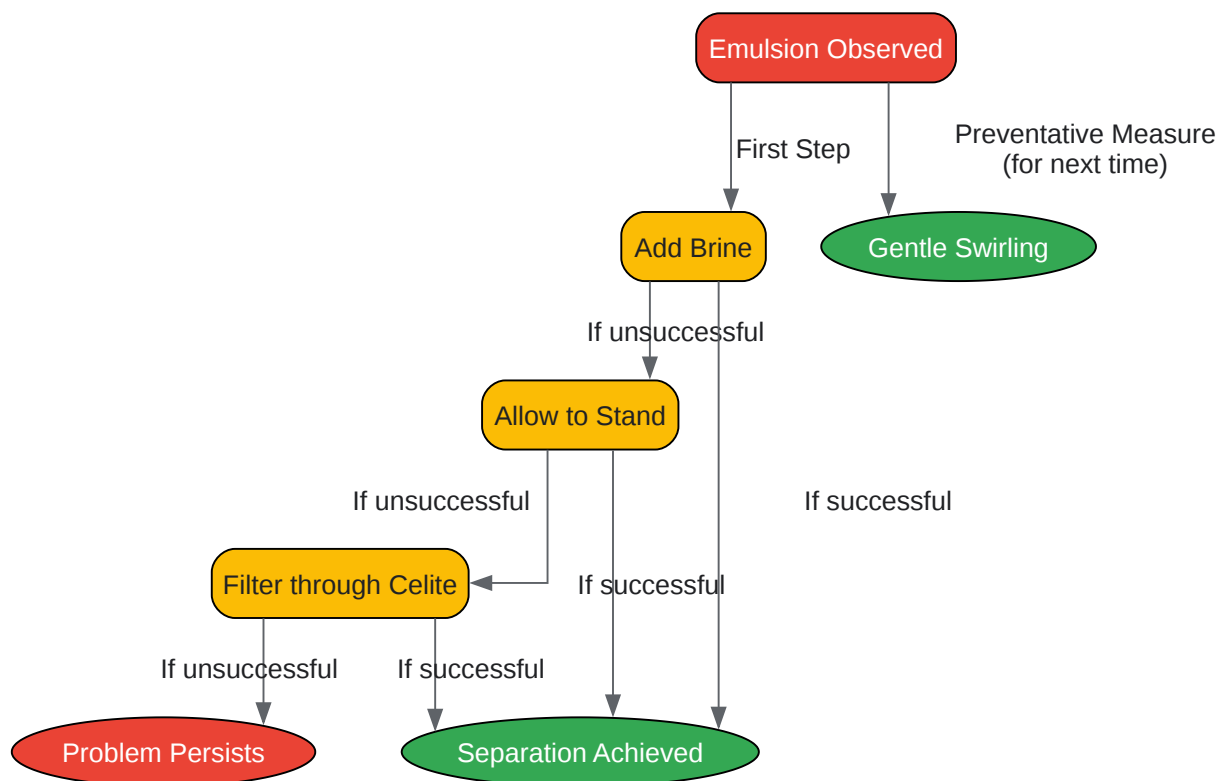 Emulsion Observed
First Step
Preventative Measure
(for next time)
Add Brine
Gentle Swirling
If unsuccessful
Allow to Stand
If unsuccessful
If successful
Filter through Celite
If successful
If unsuccessful
If successful
Problem Persists
Separation Achieved